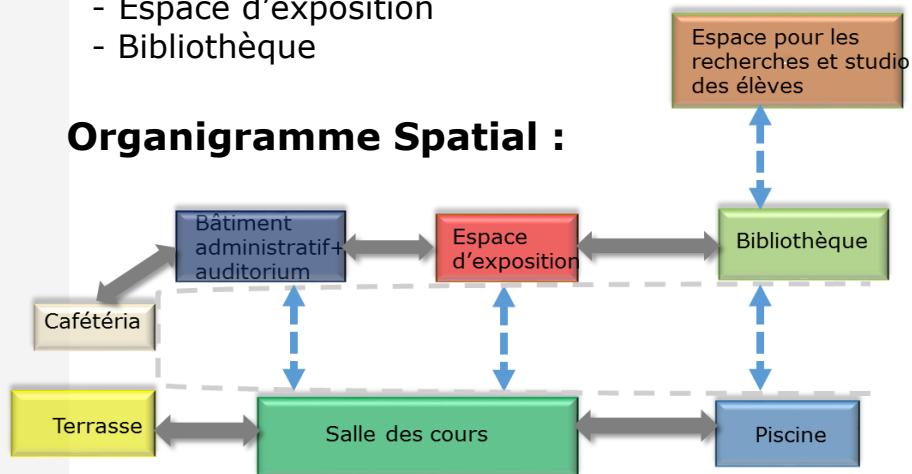 - Espace d'exposition
- Bibliothèque
Espace pour les
recherches et studio
des élèves
Organigramme Spatial :
Bâtiment
administratif+
auditorium
Espace
d'exposition
Bibliothèque
Cafétéria
Terrasse
Salle des cours
Piscine